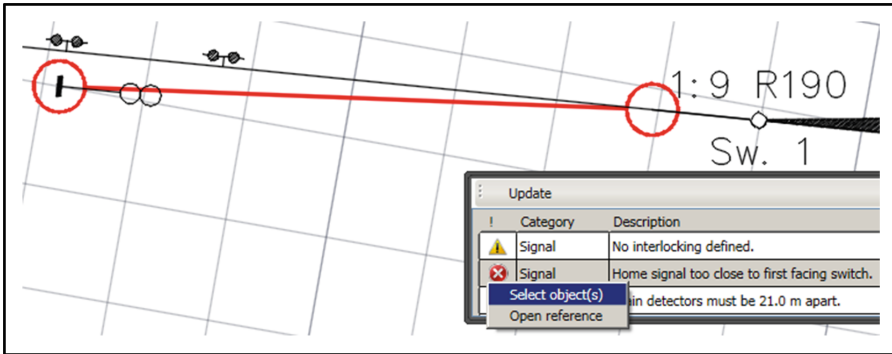 1:9 R190
Sw. 1
Update
! Category Description
Signal No interlocking defined.
Signal Home signal too close to first facing switch.
Select object(s)
in detectors must be 21.0 m apart.
Open reference